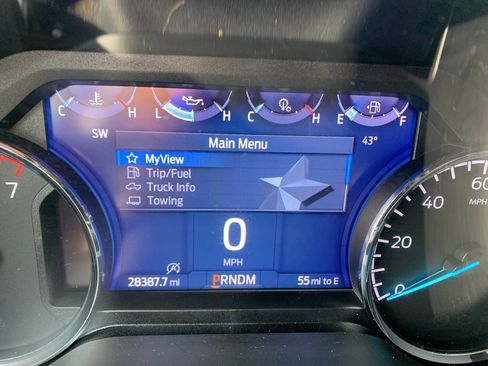 C H L H C H E F
SW
43°
Main Menu
MyView
Trip/Fuel
Truck Info
Towing
7
0
MPH
28387.7 mi
PRNDM
55 mi to E
60
MPH
40
20
0